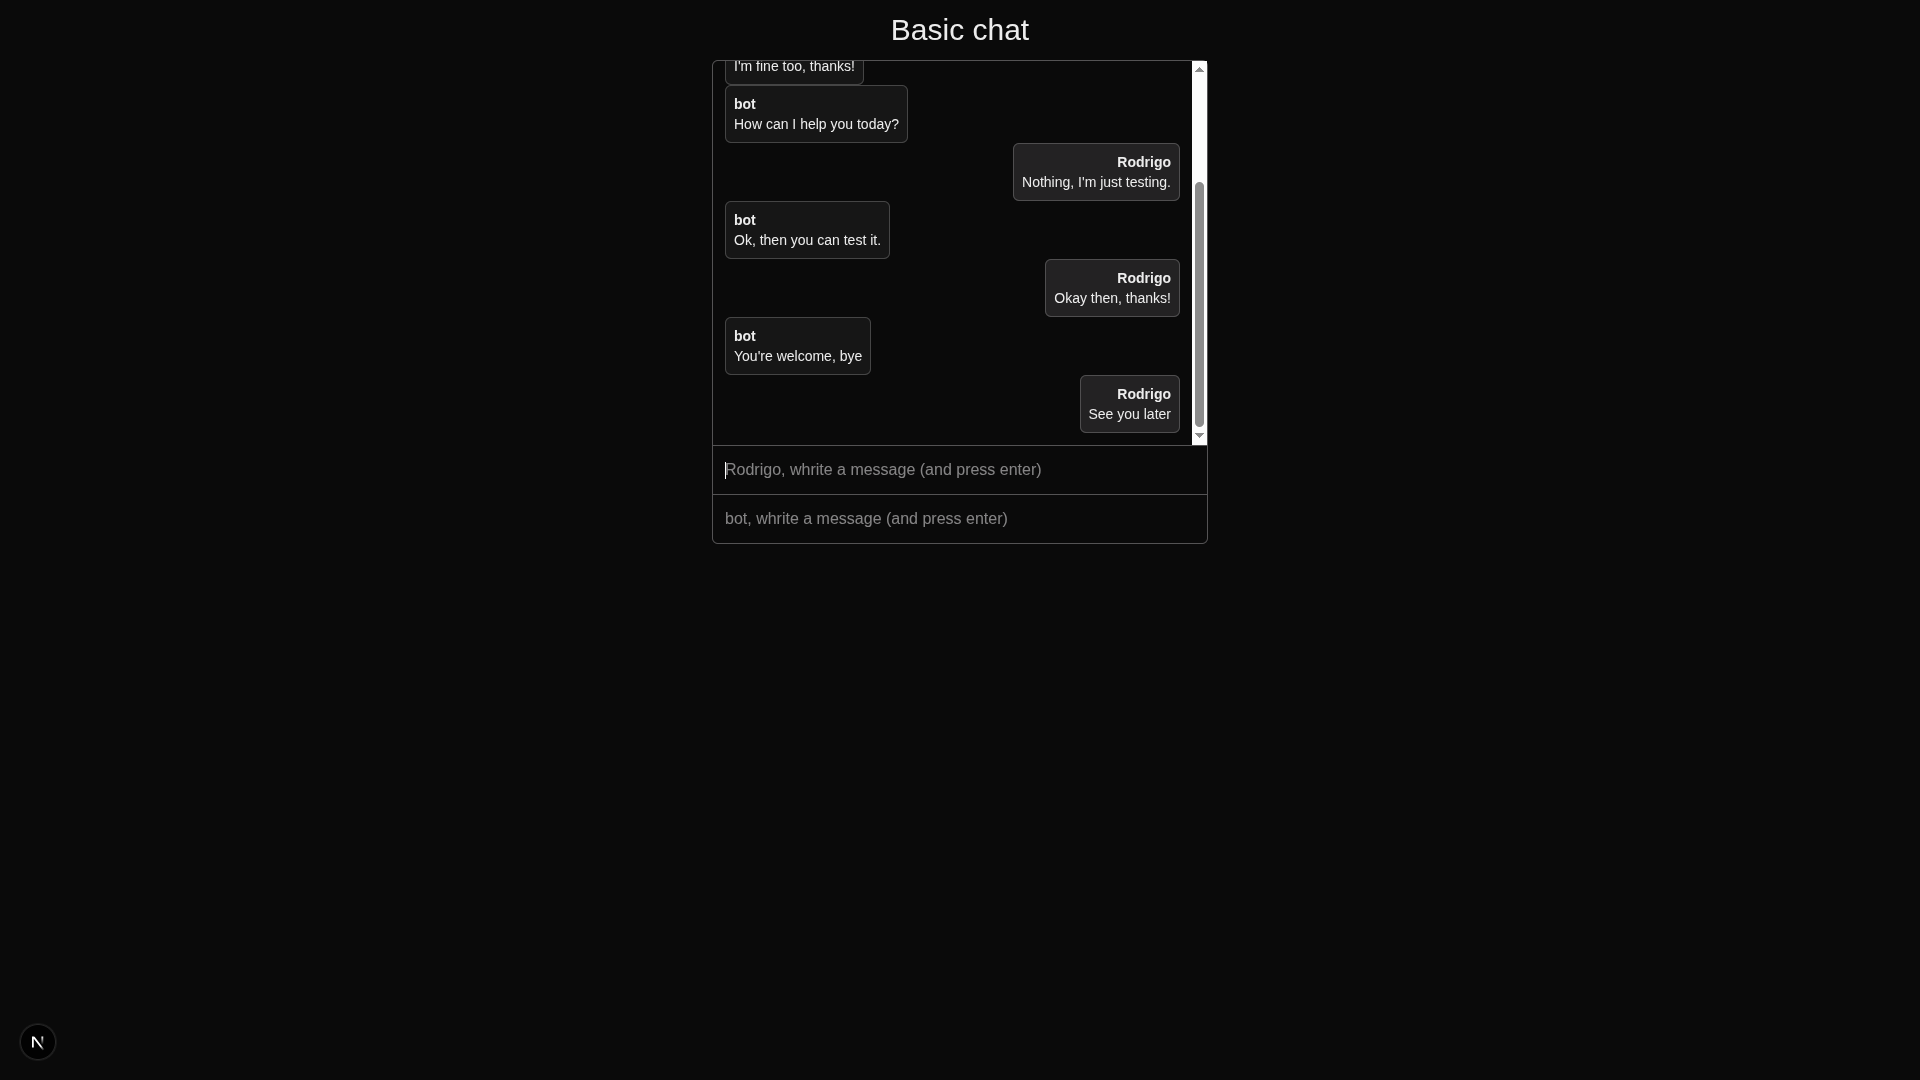 Basic chat
I'm fine too, thanks!
bot
How can I help you today?
Rodrigo
Nothing, I'm just testing.
bot
Ok, then you can test it.
Rodrigo
Okay then, thanks!
bot
You're welcome, bye
Rodrigo
See you later
Rodrigo, whrite a message (and press enter)
bot, whrite a message (and press enter)
N